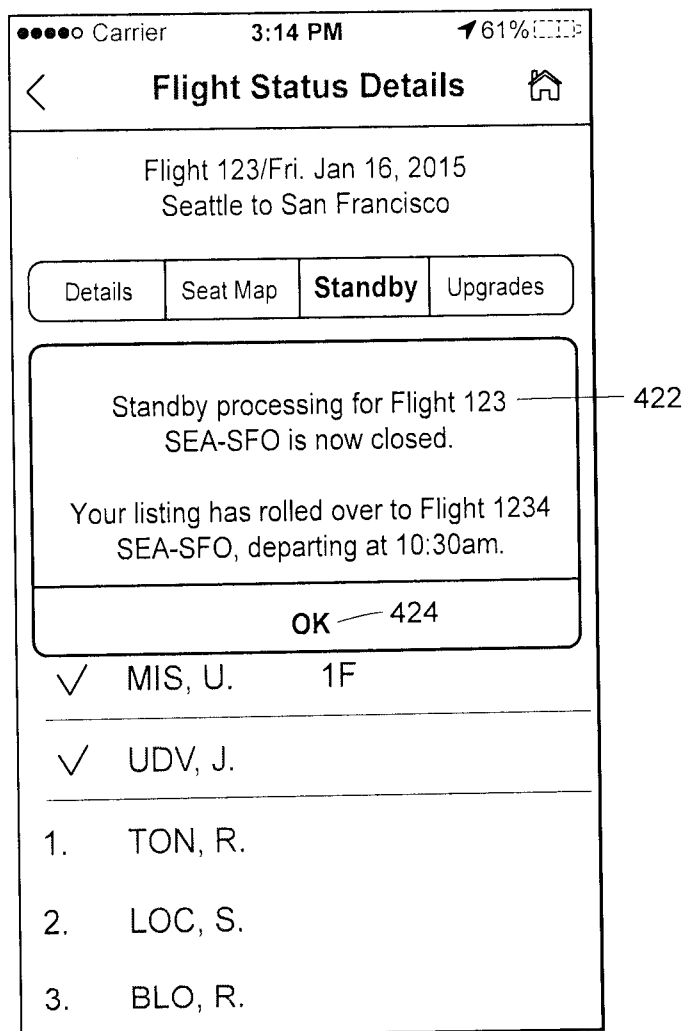 Carrier 3:14 PM 61%
Flight Status Details
Flight 123/Fri. Jan 16, 2015
Seattle to San Francisco
Details Seat Map Standby Upgrades
Standby processing for Flight 123 422
SEA-SFO is now closed.
Your listing has rolled over to Flight 1234
SEA-SFO, departing at 10:30am.
OK 424
MIS, U. 1F
UDV, J.
1. TON, R.
2. LOC, S.
3. BLO, R.